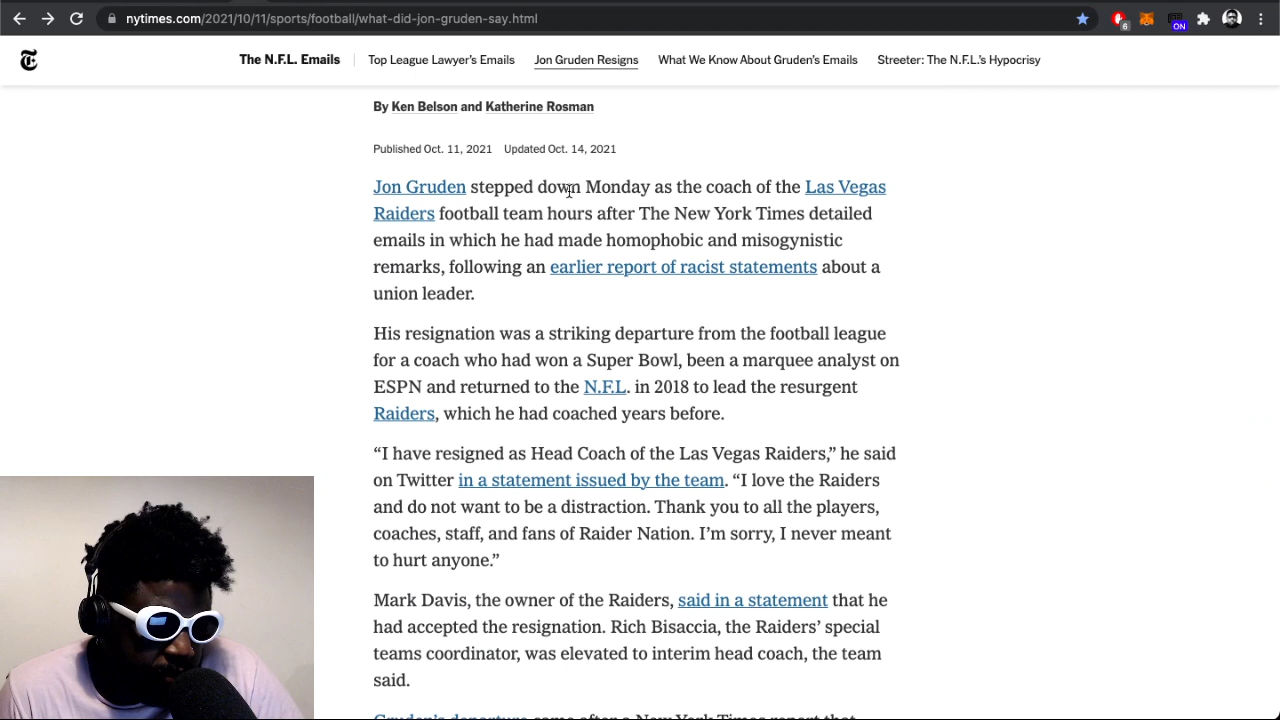 nytimes.com/2021/10/11/sports/football/what-did-jon-gruden-say.html
6
ON
The N.F.L. Emails
Top League Lawyer's Emails
Jon Gruden Resigns
What We Know About Gruden's Emails
Streeter: The N.F.L.'s Hypocrisy
By Ken Belson and Katherine Rosman
Published Oct. 11, 2021 Updated Oct. 14, 2021
Jon Gruden stepped down Monday as the coach of the Las Vegas
Raiders football team hours after The New York Times detailed
emails in which he had made homophobic and misogynistic
remarks, following an earlier report of racist statements about a
union leader.
His resignation was a striking departure from the football league
for a coach who had won a Super Bowl, been a marquee analyst on
ESPN and returned to the N.F.L. in 2018 to lead the resurgent
Raiders, which he had coached years before.
“I have resigned as Head Coach of the Las Vegas Raiders,” he said
on Twitter in a statement issued by the team. “I love the Raiders
and do not want to be a distraction. Thank you to all the players,
coaches, staff, and fans of Raider Nation. I’m sorry, I never meant
to hurt anyone.”
Mark Davis, the owner of the Raiders, said in a statement that he
had accepted the resignation. Rich Bisaccia, the Raiders’ special
teams coordinator, was elevated to interim head coach, the team
said.
Gruden’s departure came after a New York Times report that